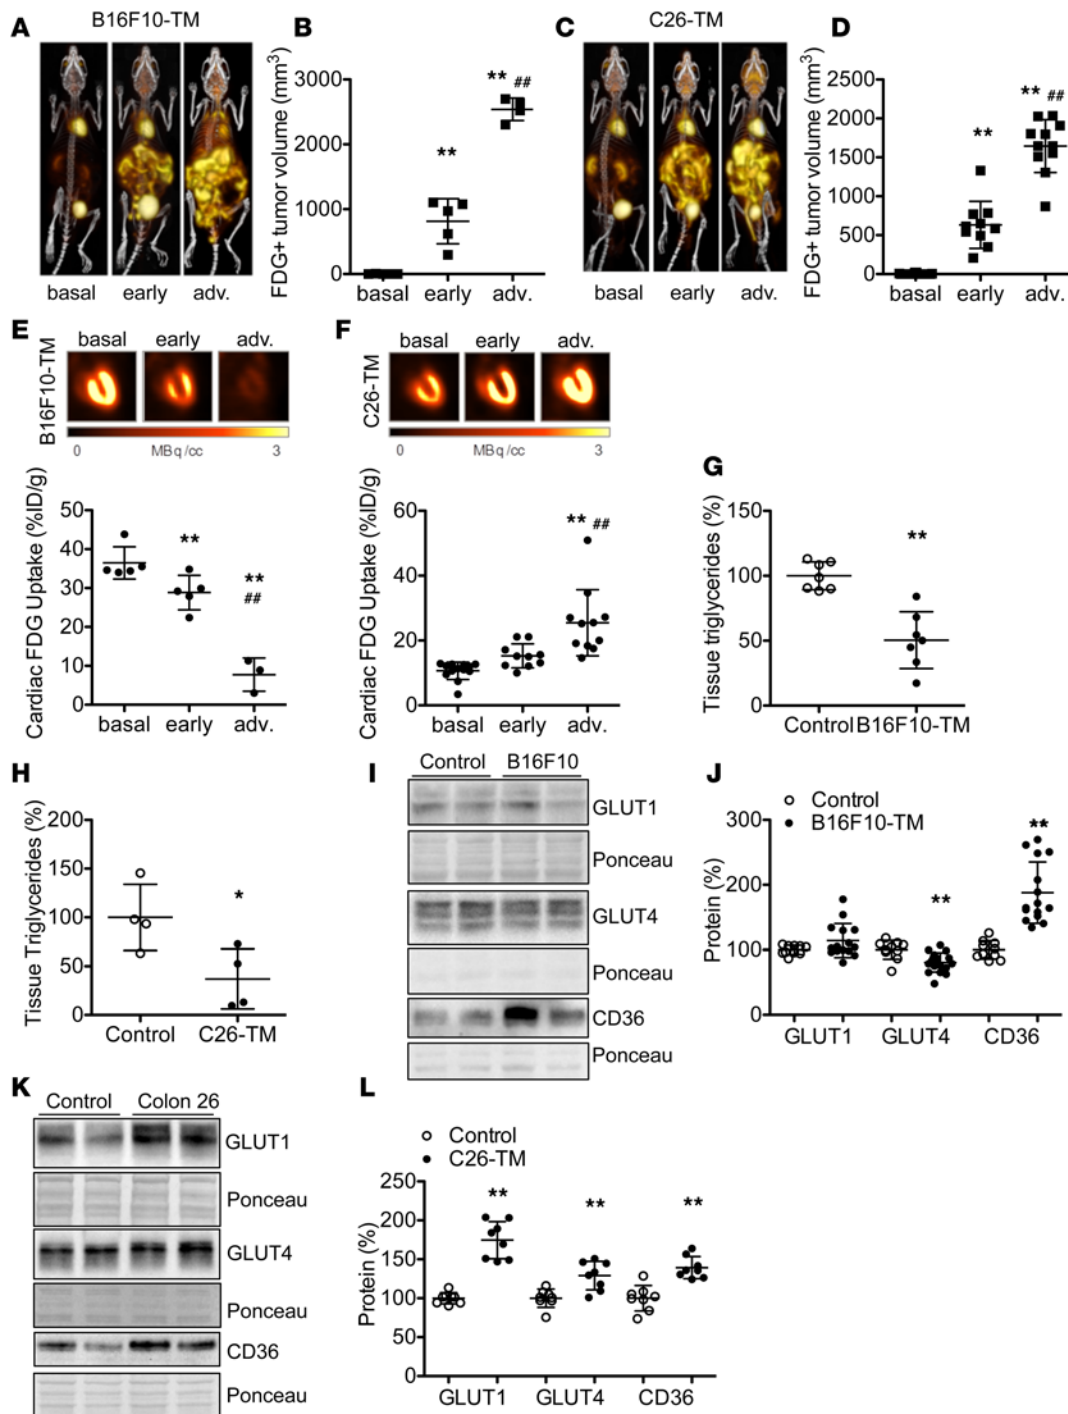 A
B16F10-TM
basal
early
adv.
B
FDG+ tumor volume (mm³)
3000
2000
1000
0
**
** ##
basal
early
adv.
C
C26-TM
basal
early
adv.
D
FDG+ tumor volume (mm³)
2500
2000
1500
1000
500
0
**
** ##
basal
early
adv.
E
B16F10-TM
basal
early
adv.
0
MBq/cc
3
Cardiac FDG Uptake (%ID/g)
50
40
30
20
10
0
**
**
##
basal
early
adv.
F
C26-TM
basal
early
adv.
0
MBq/cc
3
Cardiac FDG Uptake (%ID/g)
60
40
20
0
** ##
basal
early
adv.
G
Tissue triglycerides (%)
150
100
50
0
**
Control
B16F10-TM
H
Tissue Triglycerides (%)
200
150
100
50
0
*
Control
C26-TM
I
Control
B16F10
GLUT1
Ponceau
GLUT4
Ponceau
CD36
Ponceau
J
Control
B16F10-TM
Protein (%)
300
200
100
0
**
**
GLUT1
GLUT4
CD36
K
Control
Colon 26
GLUT1
Ponceau
GLUT4
Ponceau
CD36
Ponceau
L
Control
C26-TM
Protein (%)
250
200
150
100
50
0
**
**
**
GLUT1
GLUT4
CD36